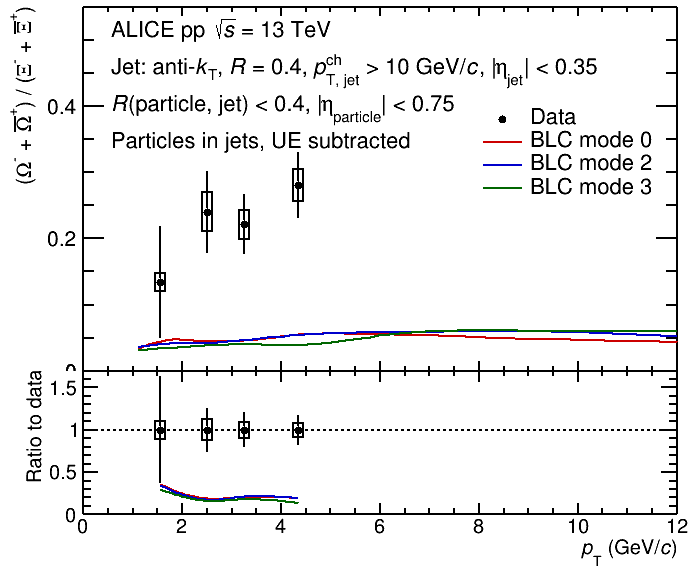 ALICE pp √s = 13 TeV
Jet: anti-kT, R = 0.4, p^ch_T, jet > 10 GeV/c, |ηjet| < 0.35
R(particle, jet) < 0.4, |ηparticle| < 0.75
Particles in jets, UE subtracted
Data
BLC mode 0
BLC mode 2
BLC mode 3
(Ω⁻ + Ω̅⁺) / (Ξ⁻ + Ξ̅⁺)
0.4
0.2
0
Ratio to data
1.5
1
0.5
0
0 2 4 6 8 10 12
pT (GeV/c)